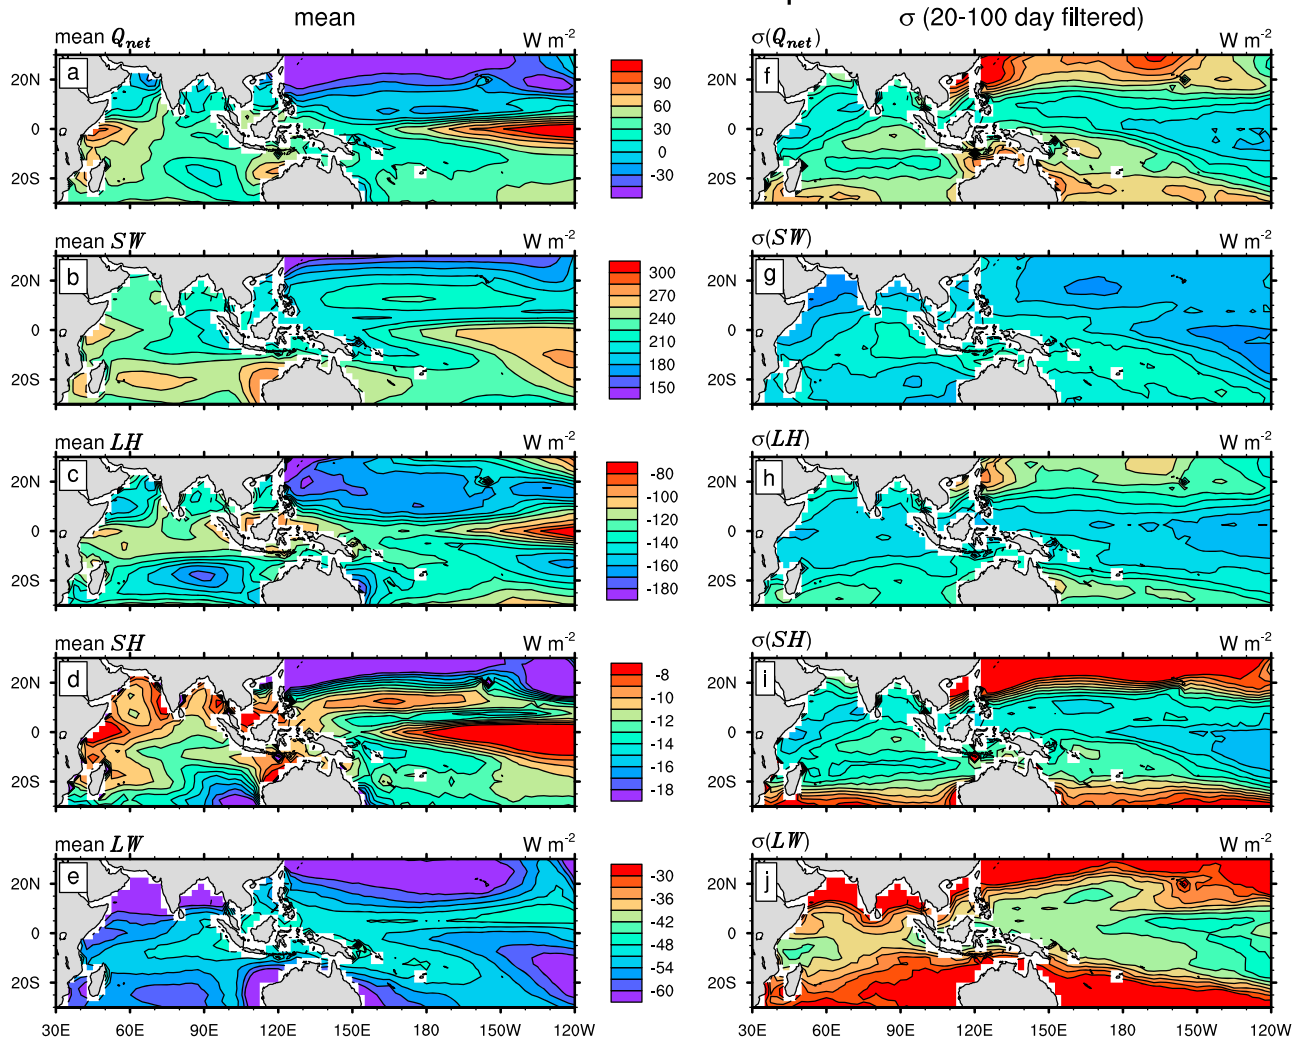 mean
σ (20-100 day filtered)
mean Qnet
W m-2
a
20N
0
20S
90
60
30
0
-30
σ(Qnet)
W m-2
f
20N
0
20S
mean SW
W m-2
b
20N
0
20S
300
270
240
210
180
150
σ(SW)
W m-2
g
20N
0
20S
mean LH
W m-2
c
20N
0
20S
-80
-100
-120
-140
-160
-180
σ(LH)
W m-2
h
20N
0
20S
mean SH
W m-2
d
20N
0
20S
-8
-10
-12
-14
-16
-18
σ(SH)
W m-2
i
20N
0
20S
mean LW
W m-2
e
20N
0
20S
-30
-36
-42
-48
-54
-60
σ(LW)
W m-2
j
20N
0
20S
30E 60E 90E 120E 150E 180 150W 120W
30E 60E 90E 120E 150E 180 150W 120W